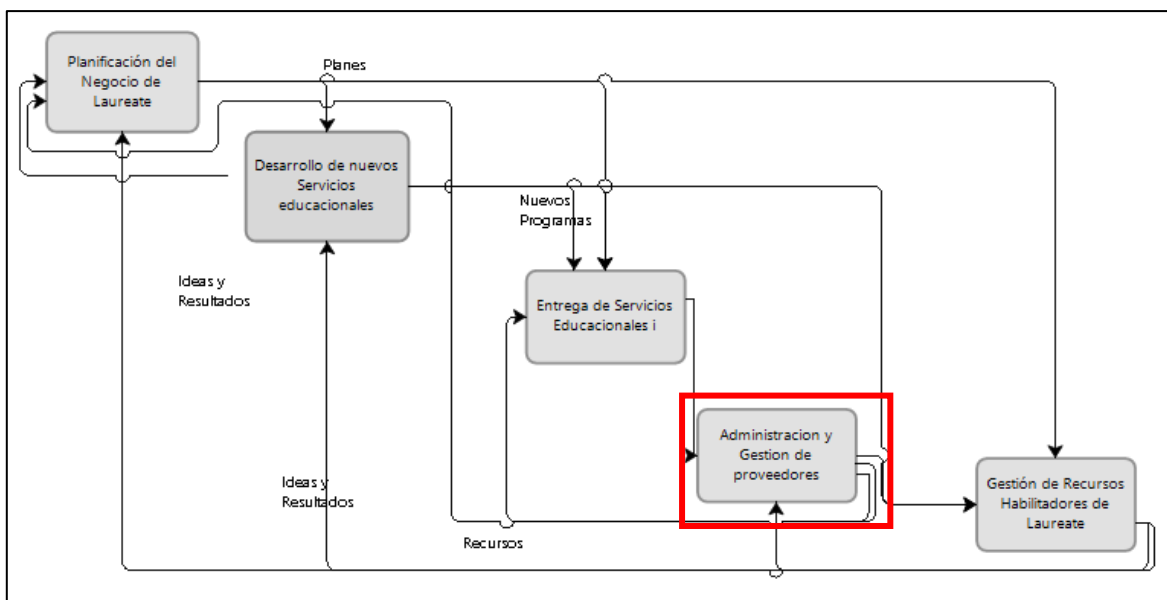 Planificación del
Negocio de
Laureate
Planes
Desarrollo de nuevos
Servicios
educacionales
Nuevos
Programas
Ideas y
Resultados
Entrega de Servicios
Educacionales i
Administracion y
Gestion de
proveedores
Ideas y
Resultados
Gestión de Recursos
Habilitadores de
Laureate
Recursos